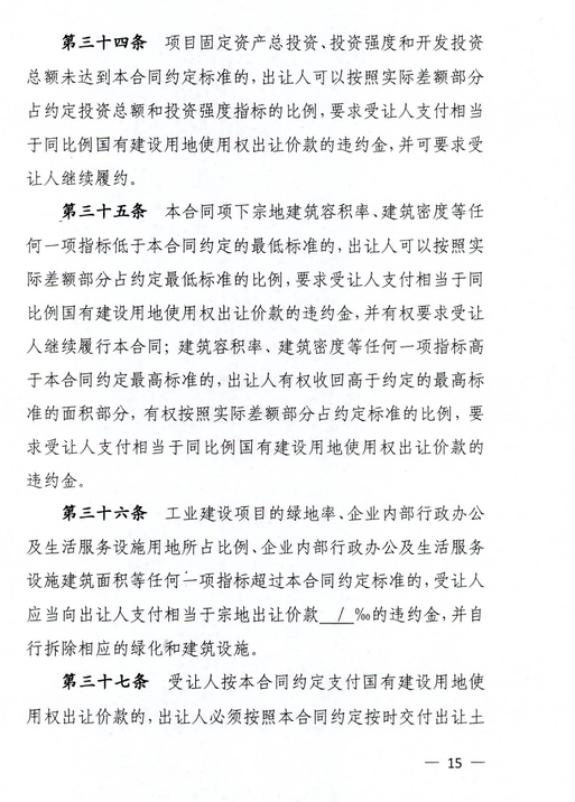 第三十四条 项目固定资产总投资、投资强度和开发投资
总额未达到本合同约定标准的，出让人可以按照实际差额部分
占约定投资总额和投资强度指标的比例，要求受让人支付相当
于同比例国有建设用地使用权出让价款的违约金，并可要求受
让人继续履约。
第三十五条 本合同项下宗地建筑容积率、建筑密度等任
何一项指标低于本合同约定的最低标准的，出让人可以按照实
际差额部分占约定最低标准的比例，要求受让人支付相当于同
比例国有建设用地使用权出让价款的违约金，并有权要求受让
人继续履行本合同；建筑容积率、建筑密度等任何一项指标高
于本合同约定最高标准的，出让人有权收回高于约定的最高标
准的面积部分，有权按照实际差额部分占约定标准的比例，要
求受让人支付相当于同比例国有建设用地使用权出让价款的
违约金。
第三十六条 工业建设项目的绿地率、企业内部行政办公
及生活服务设施用地所占比例、企业内部行政办公及生活服务
设施建筑面积等任何一项指标超过本合同约定标准的，受让人
应当向出让人支付相当于宗地出让价款 / ‰的违约金，并自
行拆除相应的绿化和建筑设施。
第三十七条 受让人按本合同约定支付国有建设用地使
用权出让价款的，出让人必须按照本合同约定按时交付出让土
— 15 —